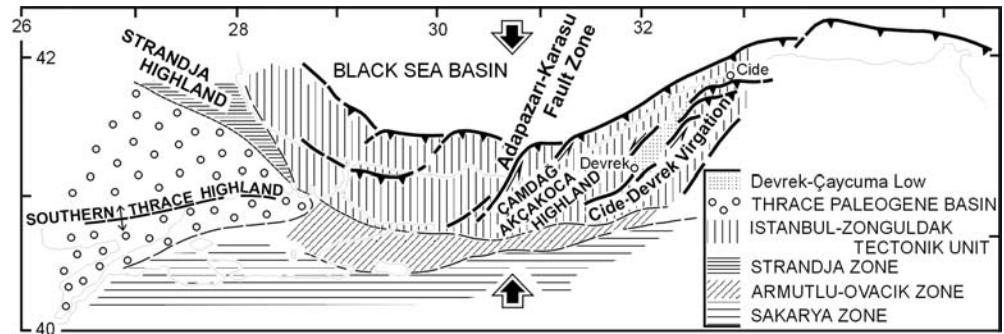 26
28
30
32
42
40
STRANDJA
HIGHLAND
BLACK SEA BASIN
Adapazarı-Karasu
Fault Zone
Cide
Devrek
ÇAMDAĞ
AKÇAKOCA
HIGHLAND
Cide-Devrek Virgation
SOUTHERN THRACE HIGHLAND
Devrek-Çaycuma Low
THRACE PALEOGENE BASIN
ISTANBUL-ZONGULDAK
TECTONIK UNIT
STRANDJA ZONE
ARMUTLU-OVACIK ZONE
SAKARYA ZONE